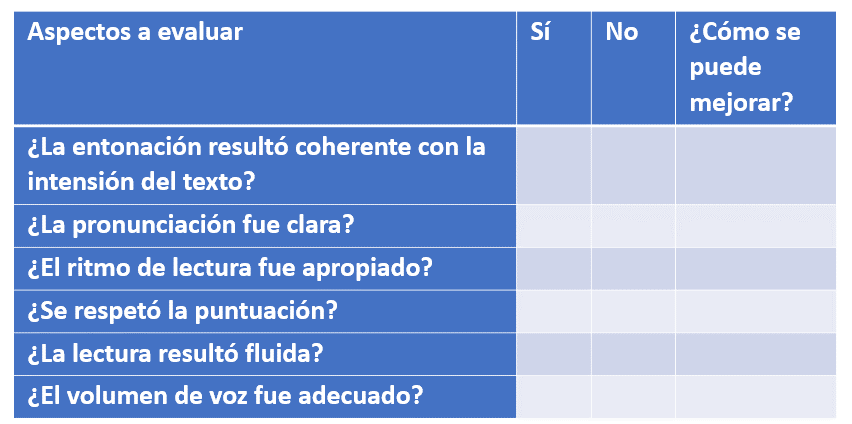 Aspectos a evaluar
Sí
No
¿Cómo se
puede
mejorar?
¿La entonación resultó coherente con la
intensión del texto?
¿La pronunciación fue clara?
¿El ritmo de lectura fue apropiado?
¿Se respetó la puntuación?
¿La lectura resultó fluida?
¿El volumen de voz fue adecuado?